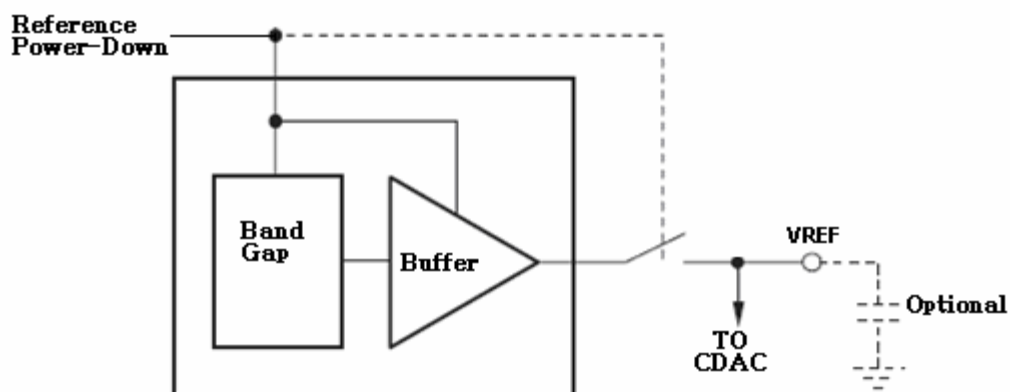 Reference
Power-Down
Band
Gap
Buffer
VREF
Optional
TO
CDAC